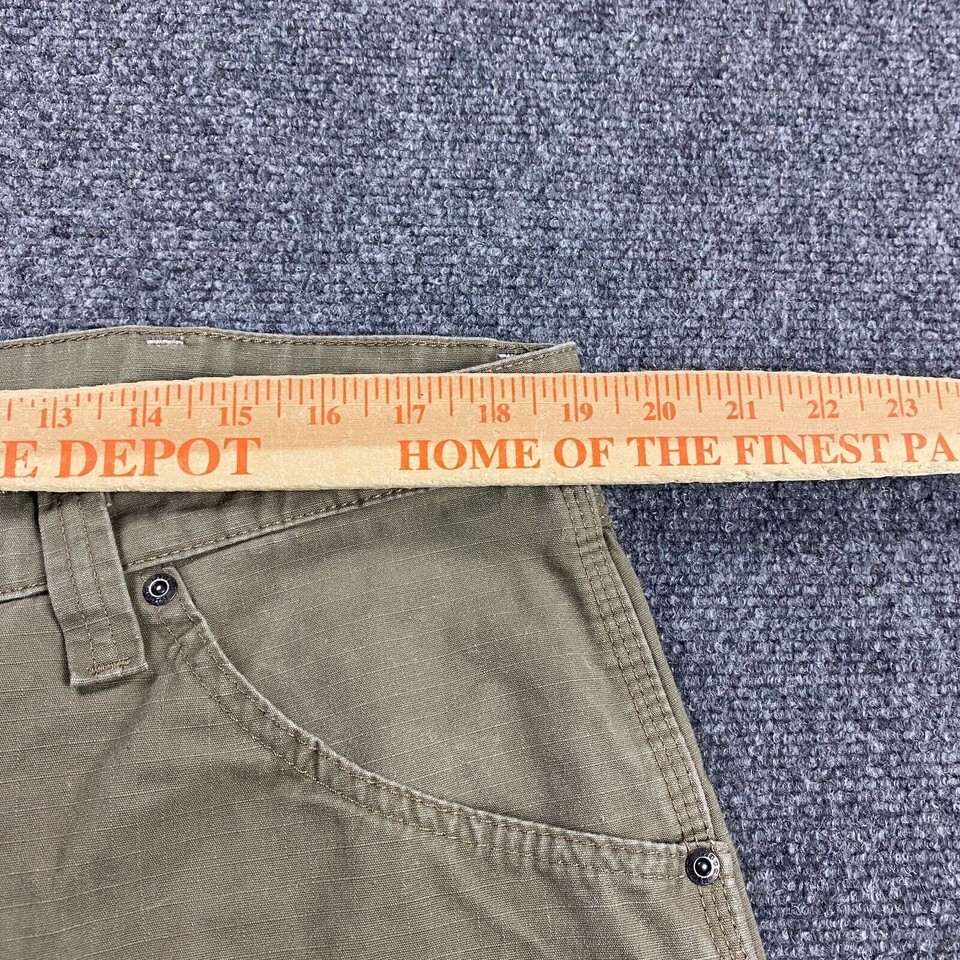 13 14 15 16 17 18 19 20 21 22 23
E DEPOT HOME OF THE FINEST PA